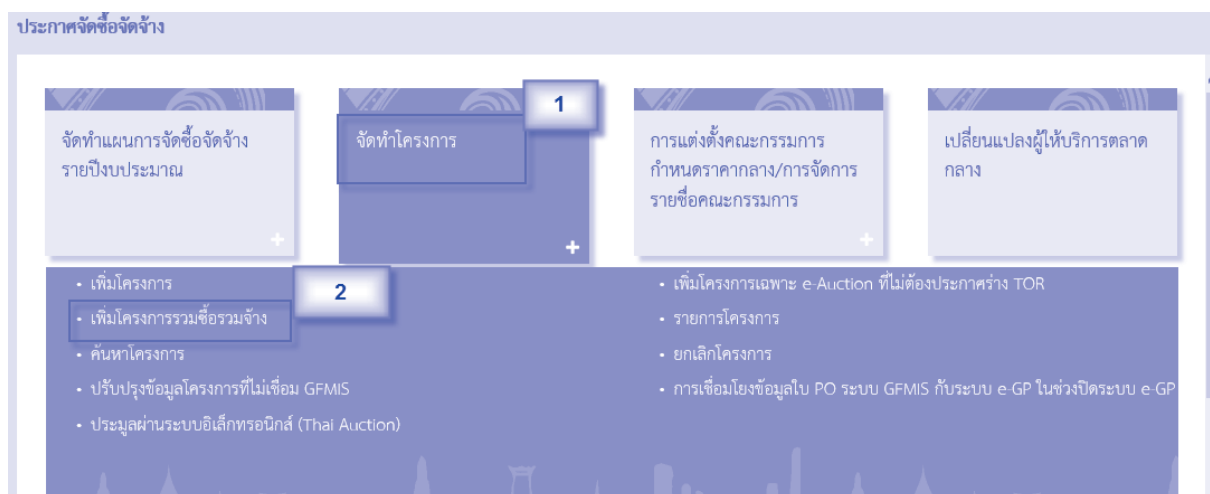 ประกาศจัดซื้อจัดจ้าง
จัดทำแผนการจัดซื้อจัดจ้าง
รายปีงบประมาณ
+
จัดทำโครงการ
1
+
การแต่งตั้งคณะกรรมการ
กำหนดราคากลาง/การจัดการ
รายชื่อคณะกรรมการ
+
เปลี่ยนแปลงผู้ให้บริการตลาด
กลาง
• เพิ่มโครงการ
2
• เพิ่มโครงการรวมซื้อรวมจ้าง
• ค้นหาโครงการ
• ปรับปรุงข้อมูลโครงการที่ไม่เชื่อม GFMIS
• ประมูลผ่านระบบอิเล็กทรอนิกส์ (Thai Auction)
• เพิ่มโครงการเฉพาะ e-Auction ที่ไม่ต้องประกาศร่าง TOR
• รายการโครงการ
• ยกเลิกโครงการ
• การเชื่อมโยงข้อมูลใบ PO ระบบ GFMIS กับระบบ e-GP ในช่วงปิดระบบ e-GP